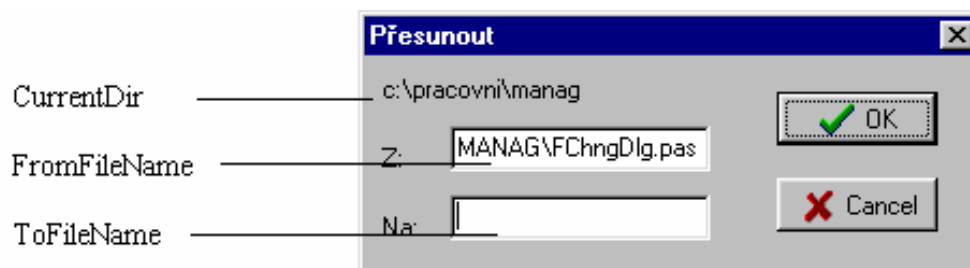 Přesunout
CurrentDir
c:\pracovni\manag
OK
FromFileName
Z:
MANAG\FChngDlg.pas
Cancel
ToFileName
Na: